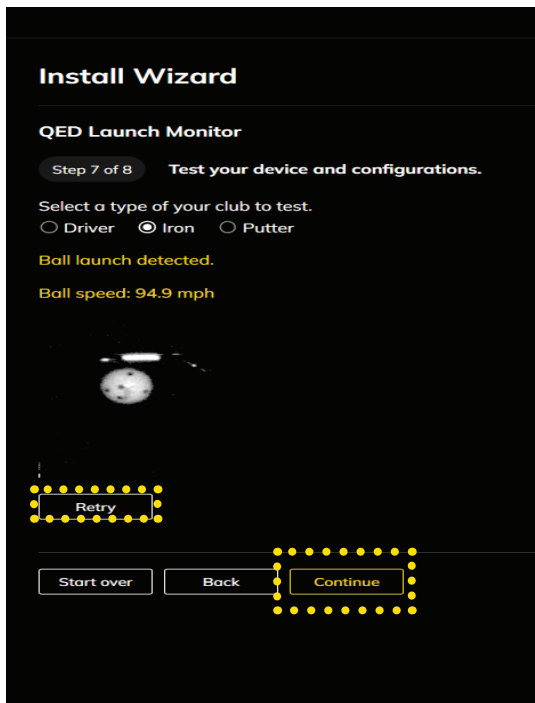 Install Wizard
QED Launch Monitor
Step 7 of 8 Test your device and configurations.
Select a type of your club to test.
Driver Iron Putter
Ball launch detected.
Ball speed: 94.9 mph
Retry
Start over Back Continue